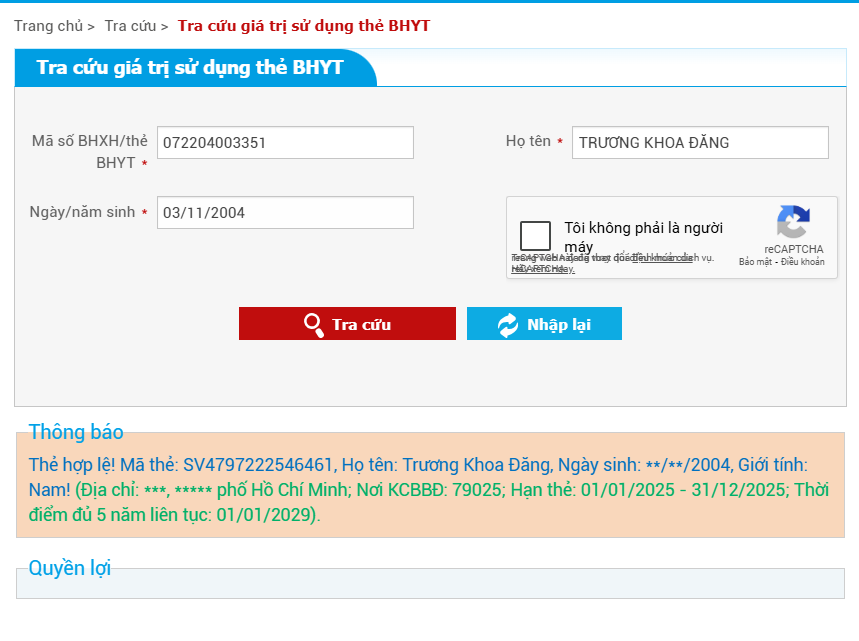 Trang chủ > Tra cứu > Tra cứu giá trị sử dụng thẻ BHYT
Tra cứu giá trị sử dụng thẻ BHYT
Mã số BHXH/thẻ BHYT * 072204003351
Họ tên * TRƯƠNG KHOA ĐĂNG
Ngày/năm sinh * 03/11/2004
Tôi không phải là người
máy
reCAPTCHA
Bảo mật - Điều khoản
Tra cứu
Nhập lại
Thông báo
Thẻ hợp lệ! Mã thẻ: SV4797222546461, Họ tên: Trương Khoa Đăng, Ngày sinh: **/**/2004, Giới tính:
Nam! (Địa chỉ: ***, ***** phố Hồ Chí Minh; Nơi KCBBĐ: 79025; Hạn thẻ: 01/01/2025 - 31/12/2025; Thời
điểm đủ 5 năm liên tục: 01/01/2029).
Quyền lợi